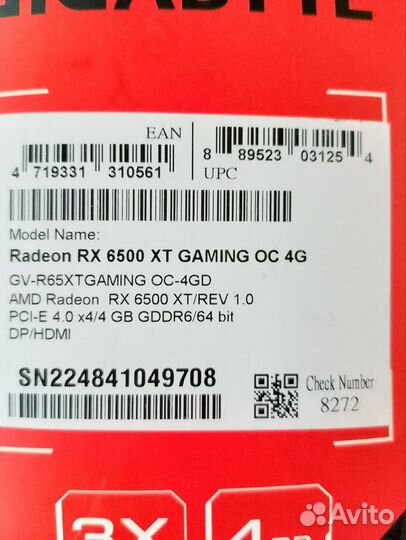 GIGABYTE
EAN
4 719331 310561
8 89523 03125 4
UPC
Model Name:
Radeon RX 6500 XT GAMING OC 4G
GV-R65XTGAMING OC-4GD
AMD Radeon RX 6500 XT/REV 1.0
PCI-E 4.0 x4/4 GB GDDR6/64 bit
DP/HDMI
SN224841049708
Check Number
8272
3X
Avito